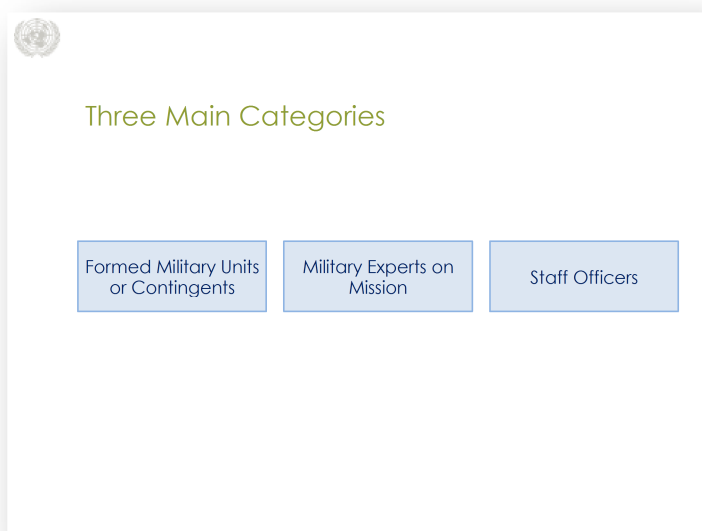 Three Main Categories
Formed Military Units
or Contingents
Military Experts on
Mission
Staff Officers